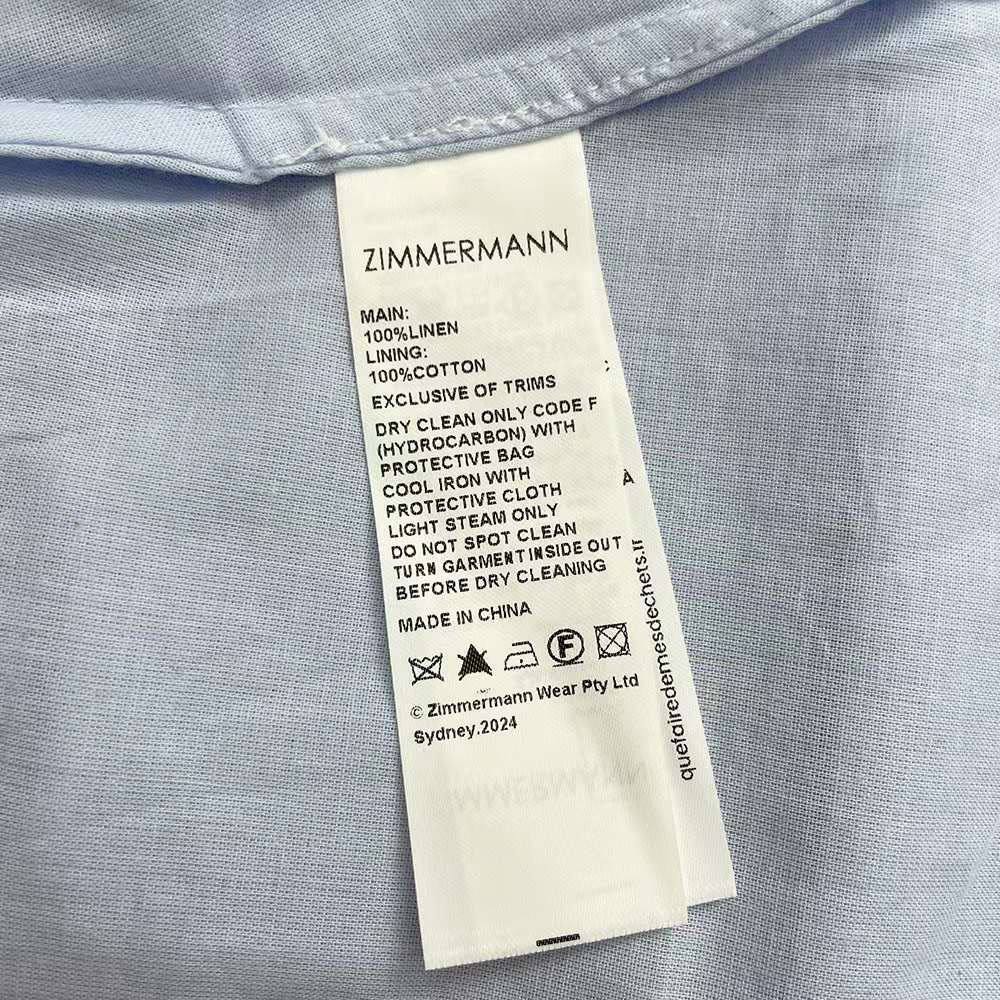 ZIMMERMANN
MAIN:
100%LINEN
LINING:
100%COTTON
EXCLUSIVE OF TRIMS
DRY CLEAN ONLY CODE F
(HYDROCARBON) WITH
PROTECTIVE BAG
COOL IRON WITH
PROTECTIVE CLOTH
LIGHT STEAM ONLY
DO NOT SPOT CLEAN
TURN GARMENT INSIDE OUT
BEFORE DRY CLEANING
MADE IN CHINA
F
© Zimmermann Wear Pty Ltd
Sydney.2024
:
À
quefairedemesdechets.fr